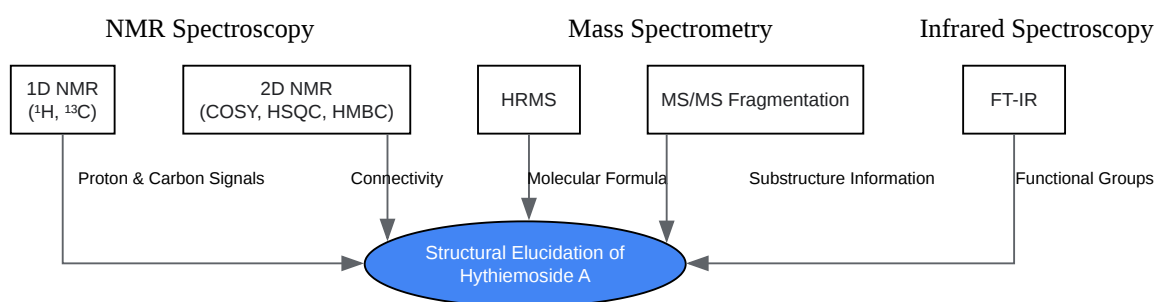 NMR Spectroscopy
Mass Spectrometry
Infrared Spectroscopy
1D NMR
(¹H, ¹³C)
2D NMR
(COSY, HSQC, HMBC)
HRMS
MS/MS Fragmentation
FT-IR
Proton & Carbon Signals
Connectivity
Molecular Formula
Substructure Information
Functional Groups
Structural Elucidation of
Hythiemoside A